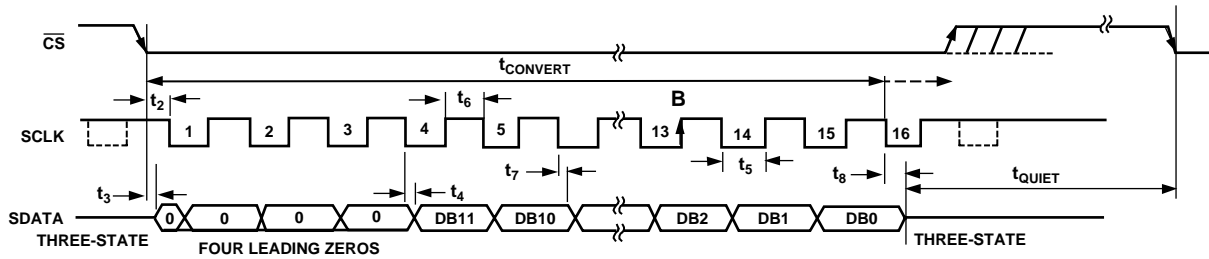 CS
tCONVERT
t2
t6
B
SCLK
1 2 3 4 5 13 14 15 16
t7
t5
t8
tQUIET
t3
t4
SDATA
0 0 0 0 DB11 DB10 DB2 DB1 DB0
THREE-STATE
FOUR LEADING ZEROS
THREE-STATE